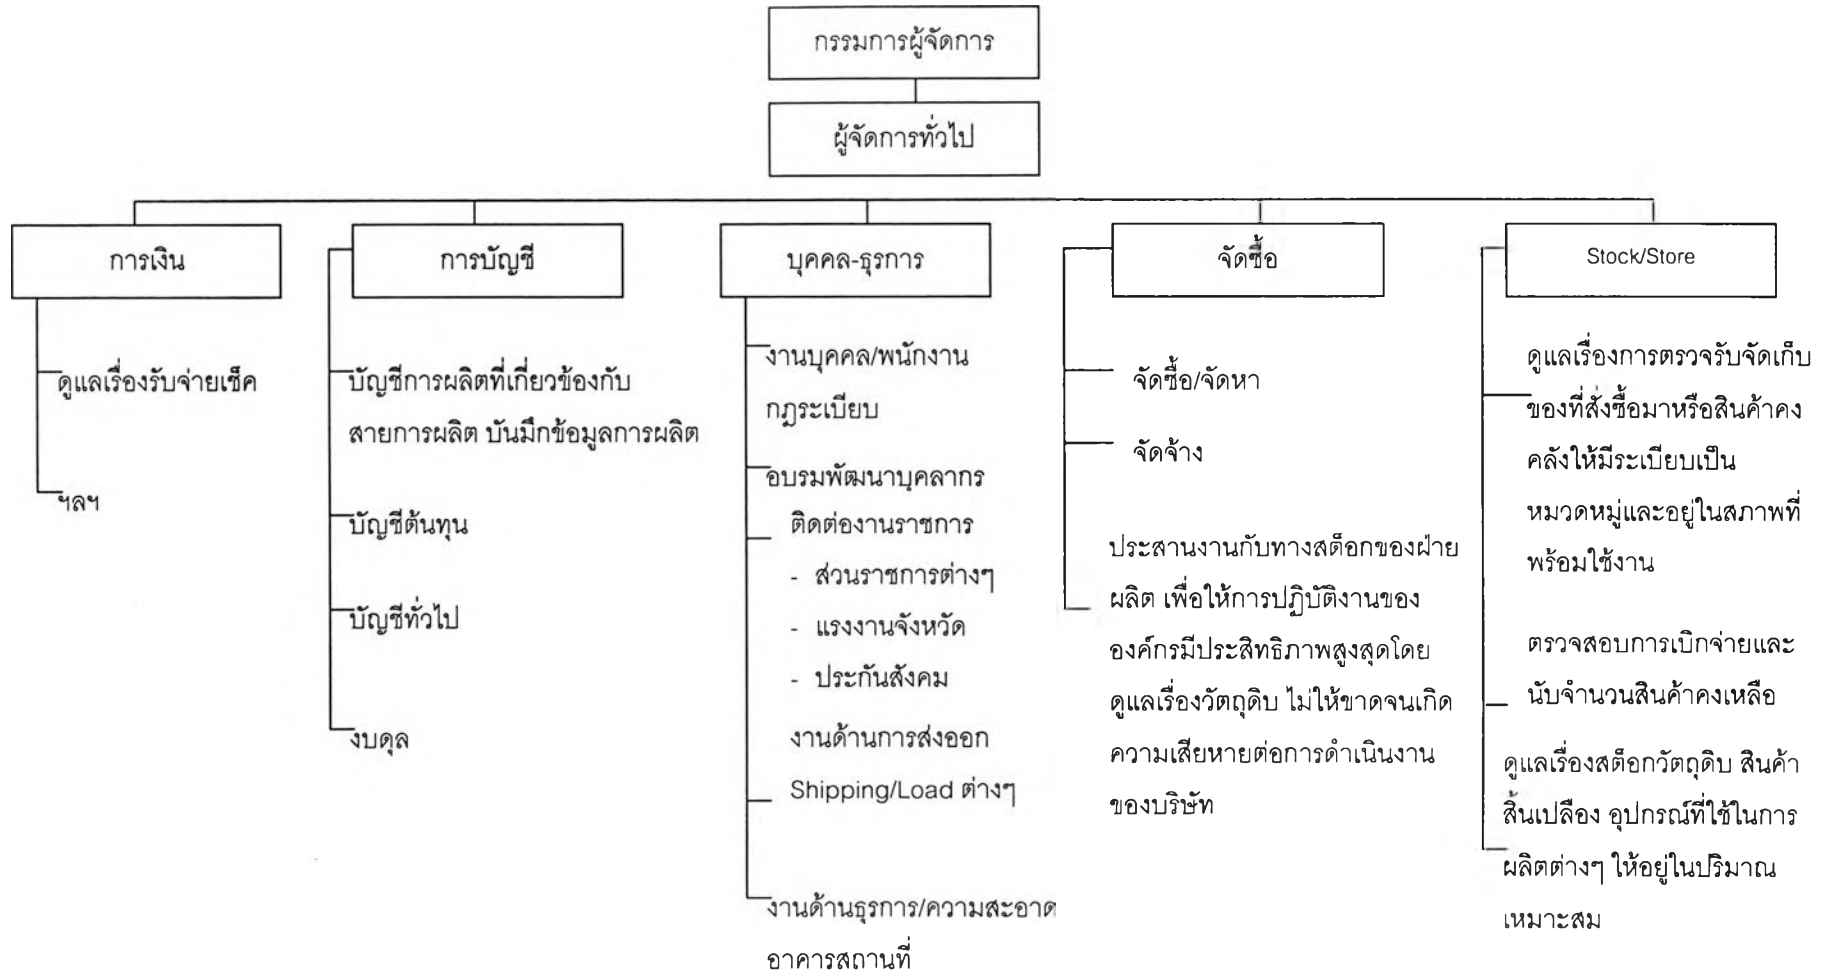 กรรมการผู้จัดการ
ผู้จัดการทั่วไป
การเงิน
ดูแลเรื่องรับจ่ายเช็ค
ฯลฯ
การบัญชี
บัญชีการผลิตที่เกี่ยวข้องกับ
สายการผลิต บันมึกข้อมูลการผลิต
บัญชีต้นทุน
บัญชีทั่วไป
งบดุล
บุคคล-ธุรการ
งานบุคคล/พนักงาน
กฎระเบียบ
อบรมพัฒนาบุคลากร
ติดต่องานราชการ
- ส่วนราชการต่างๆ
- แรงงานจังหวัด
- ประกันสังคม
งานด้านการส่งออก
Shipping/Load ต่างๆ
งานด้านธุรการ/ความสะอาด
อาคารสถานที่
จัดซื้อ
จัดซื้อ/จัดหา
จัดจ้าง
ประสานงานกับทางสต็อกของฝ่าย
ผลิต เพื่อให้การปฏิบัติงานของ
องค์กรมีประสิทธิภาพสูงสุดโดย
ดูแลเรื่องวัตถุดิบ ไม่ให้ขาดจนเกิด
ความเสียหายต่อการดำเนินงาน
ของบริษัท
Stock/Store
ดูแลเรื่องการตรวจรับจัดเก็บ
ของที่สั่งซื้อมาหรือสินค้าคง
คลังให้มีระเบียบเป็น
หมวดหมู่และอยู่ในสภาพที่
พร้อมใช้งาน
ตรวจสอบการเบิกจ่ายและ
นับจำนวนสินค้าคงเหลือ
ดูแลเรื่องสต็อกวัตถุดิบ สินค้า
สิ้นเปลือง อุปกรณ์ที่ใช้ในการ
ผลิตต่างๆ ให้อยู่ในปริมาณ
เหมาะสม